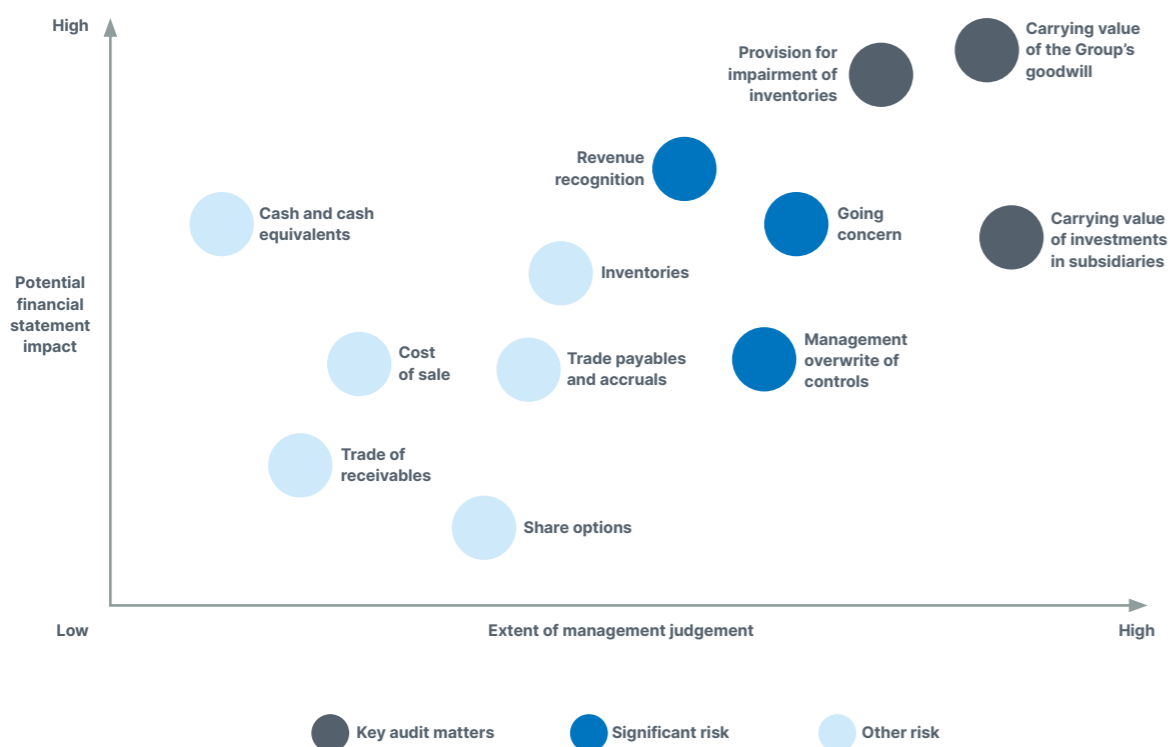 High
Provision for
impairment of
inventories
Carrying value
of the Group’s
goodwill
Revenue
recognition
Cash and cash
equivalents
Going
concern
Carrying value
of investments
in subsidiaries
Inventories
Potential
financial
statement
impact
Cost
of sale
Trade payables
and accruals
Management
overwrite of
controls
Trade of
receivables
Share options
Low
Extent of management judgement
High
Key audit matters
Significant risk
Other risk